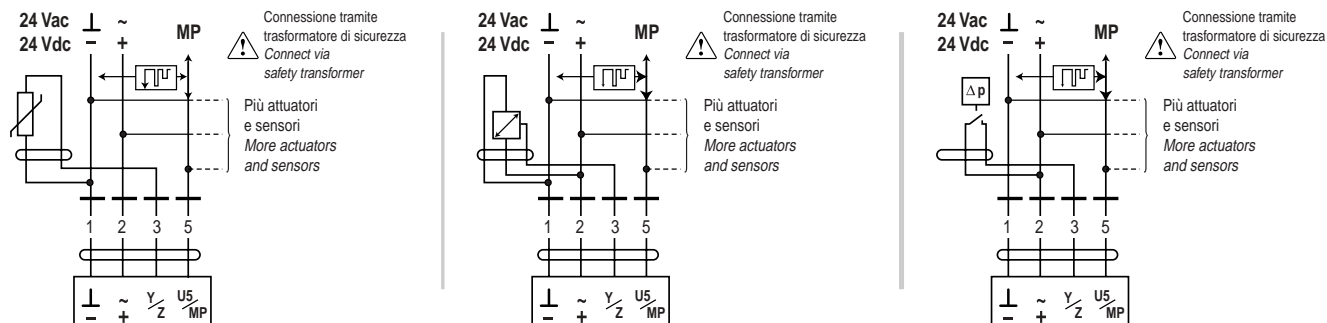 24 Vac ⊥ ~
24 Vdc − + MP
Connessione tramite
trasformatore di sicurezza
Connect via
safety transformer
Più attuatori
e sensori
More actuators
and sensors
1 2 3 5
⊥ ~ Y/Z U5/MP
− +
24 Vac ⊥ ~
24 Vdc − + MP
Connessione tramite
trasformatore di sicurezza
Connect via
safety transformer
Più attuatori
e sensori
More actuators
and sensors
1 2 3 5
⊥ ~ Y/Z U5/MP
− +
24 Vac ⊥ ~
24 Vdc − + MP
Connessione tramite
trasformatore di sicurezza
Connect via
safety transformer
Δp
Più attuatori
e sensori
More actuators
and sensors
1 2 3 5
⊥ ~ Y/Z U5/MP
− +